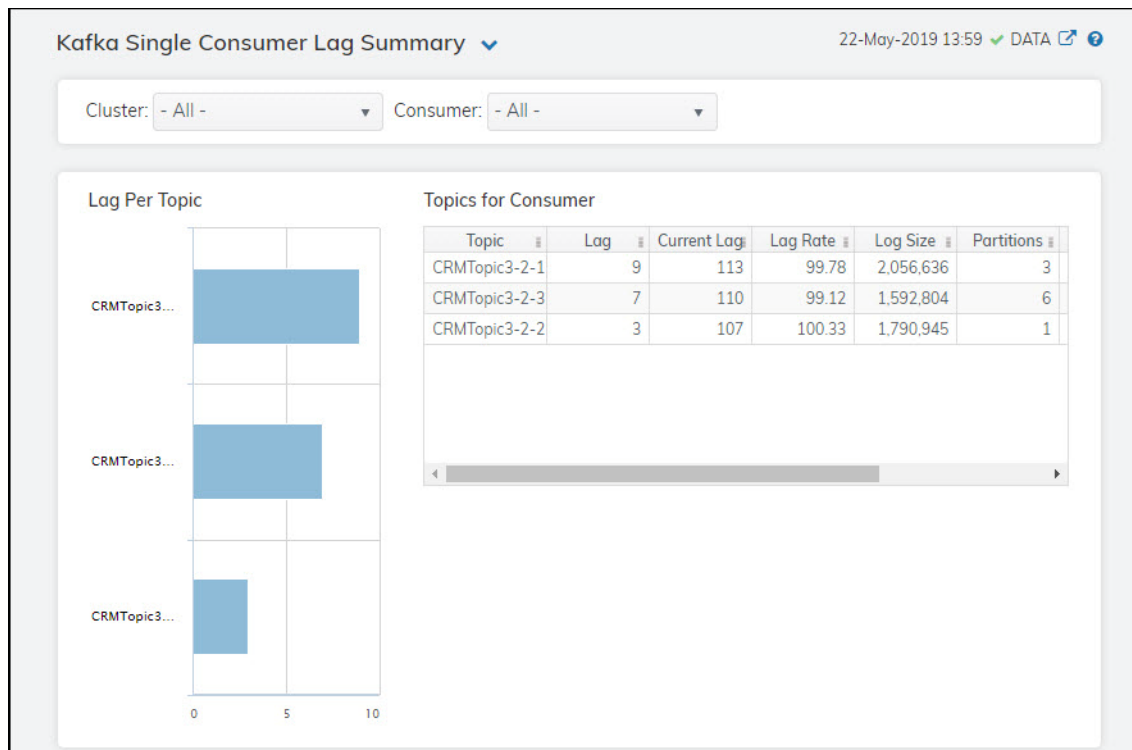 Kafka Single Consumer Lag Summary
22-May-2019 13:59 DATA
Cluster: - All - Consumer: - All -
Lag Per Topic
CRMTopic3...
CRMTopic3...
CRMTopic3...
0 5 10
Topics for Consumer
Topic Lag Current Lag Lag Rate Log Size Partitions
CRMTopic3-2-1 9 113 99.78 2,056,636 3
CRMTopic3-2-3 7 110 99.12 1,592,804 6
CRMTopic3-2-2 3 107 100.33 1,790,945 1